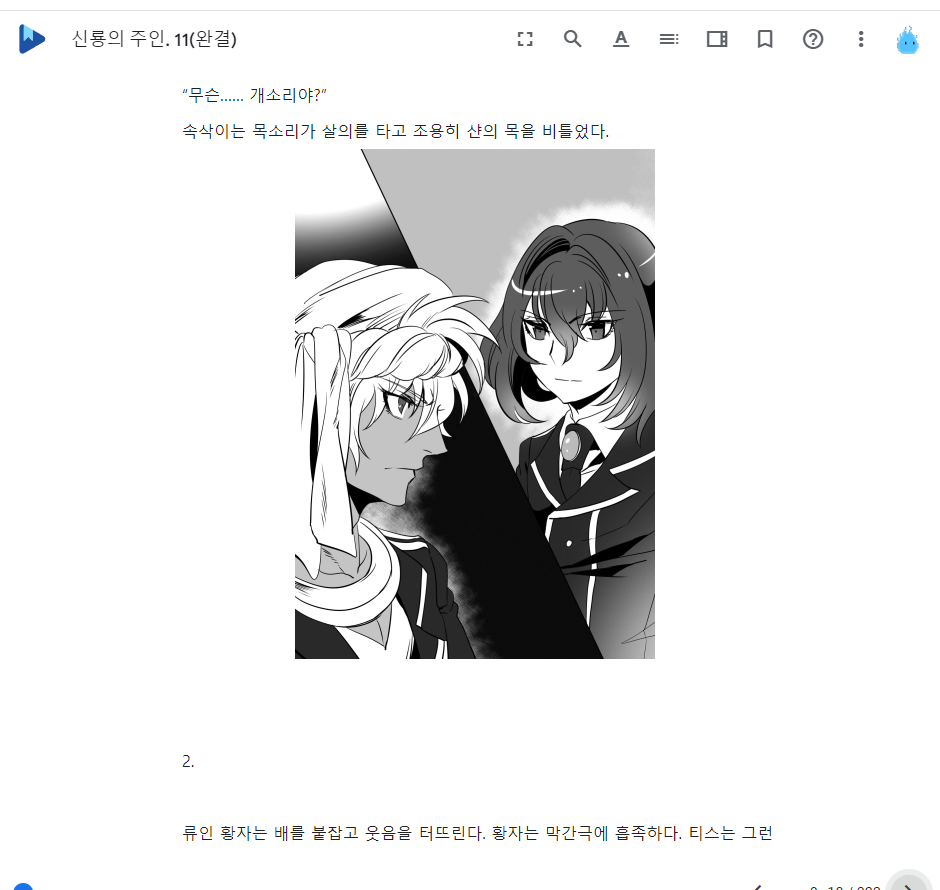 신룡의 주인. 11(완결)
“무슨…… 개소리야?”
속삭이는 목소리가 살의를 타고 조용히 샨의 목을 비틀었다.
2.
류인 황자는 배를 붙잡고 웃음을 터뜨린다. 황자는 막간극에 흡족하다. 티스는 그런